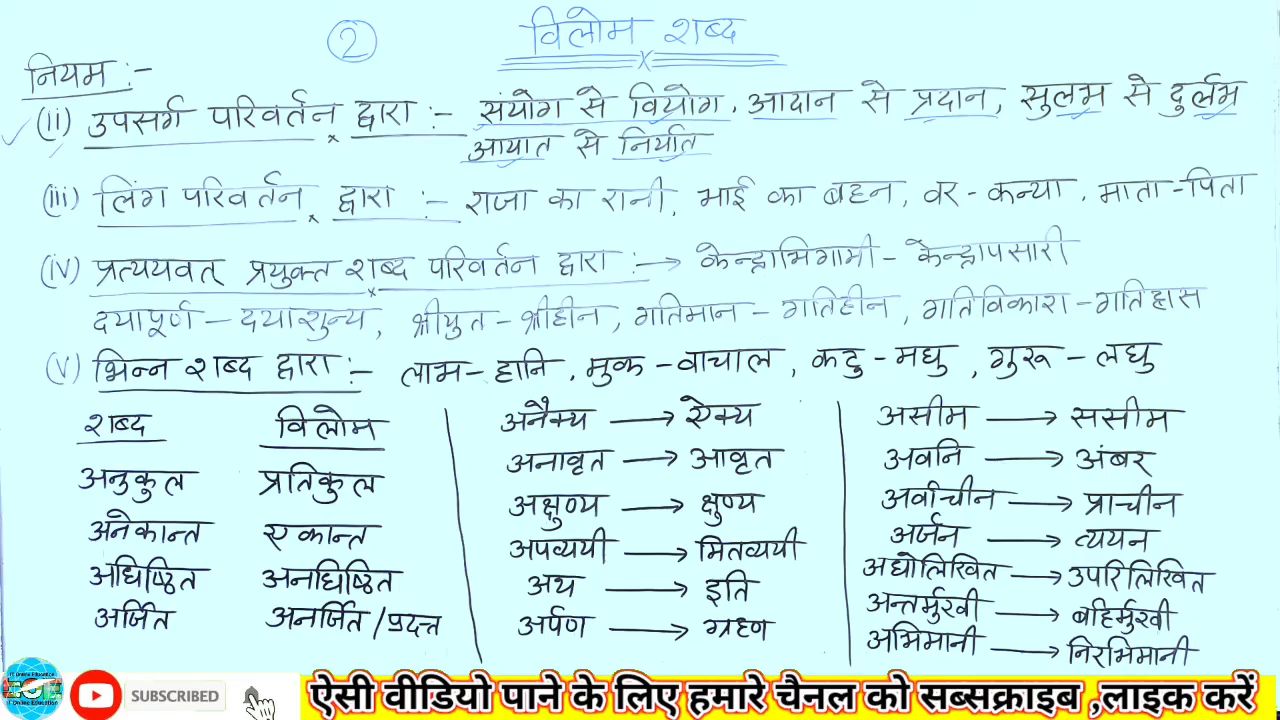 ② विलोम शब्द
नियम :-
(ii) उपसर्ग परिवर्तन द्वारा :- संयोग से वियोग, आदान से प्रदान, सुलभ से दुर्लभ
आयात से निर्यात
(iii) लिंग परिवर्तन द्वारा :- राजा का रानी, भाई का बहन, वर - कन्या, माता - पिता
(iv) प्रत्ययवत् प्रयुक्त शब्द परिवर्तन द्वारा :→ केन्द्राभिगामी - केन्द्रापसारी
दयापूर्ण - दयाशुन्य, श्रीयुत - श्रीहीन, गतिमान - गतिहीन, गतिविकारा - गतिहास
(v) भिन्न शब्द द्वारा :- लाभ - हानि, मुक - वाचाल, कटु - मधु, गुरू - लघु
शब्द विलोम
अनुकुल प्रतिकुल
अनेकान्त एकान्त
अधिष्ठित अनधिष्ठित
अर्जित अनर्जित / प्रदत्त
अनैक्य → ऐक्य
अनावृत → आवृत
अक्षुण्य → क्षुण्य
अपव्ययी → मितव्ययी
अथ → इति
अर्पण → ग्रहण
असीम → ससीम
अवनि → अंबर
अर्वाचीन → प्राचीन
अर्जन → त्ययन
अधोलिखित → उपरिलिखित
अन्तर्मुखी → बहिर्मुखी
अभिमानी → निरभिमानी
IT Online Education
SUBSCRIBED
ऐसी वीडियो पाने के लिए हमारे चैनल को सब्सक्राइब ,लाइक करें